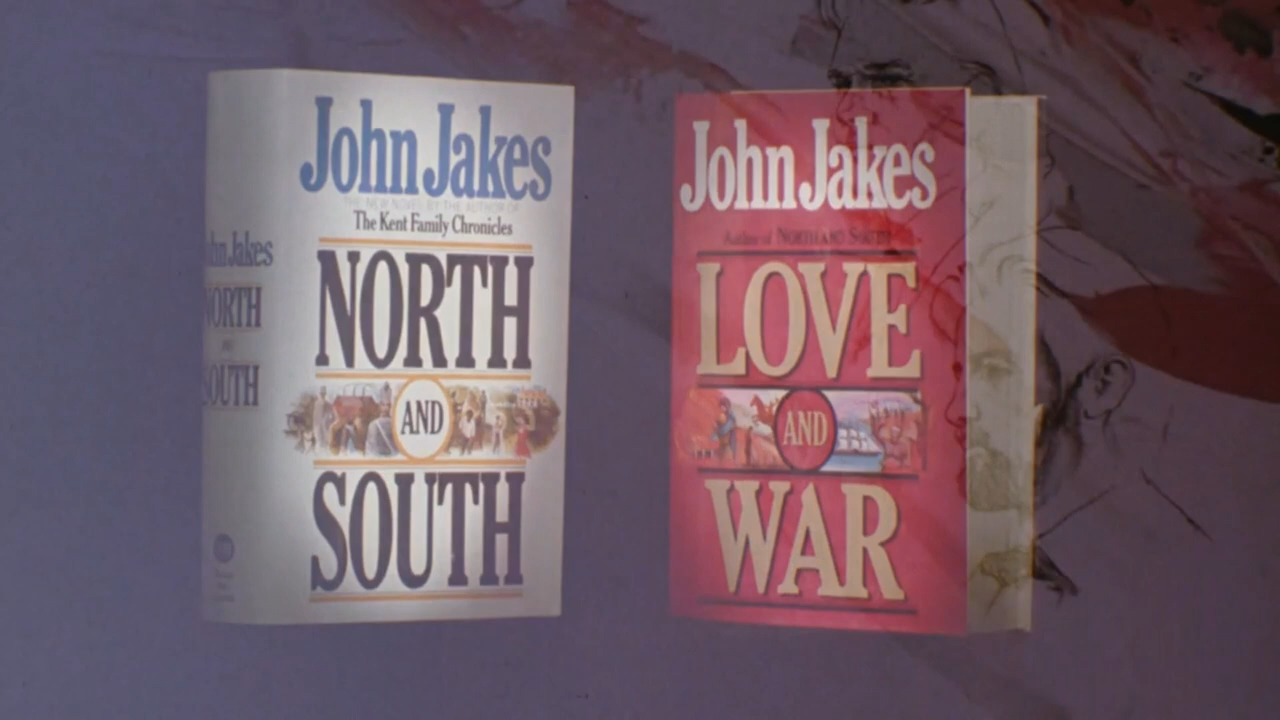 John Jakes
THE NEW NOVEL BY THE AUTHOR OF
The Kent Family Chronicles
NORTH
AND
SOUTH
John Jakes
NORTH
SOUTH
John Jakes
Author of NORTH AND SOUTH
LOVE
AND
WAR